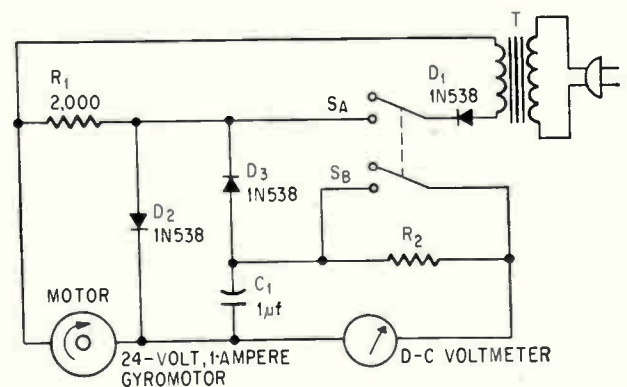 T
R1
2,000
D1
1N538
SA
D3
1N538
SB
D2
1N538
R2
C1
1µf
MOTOR
24-VOLT, 1-AMPERE
GYROMOTOR
D-C VOLTMETER